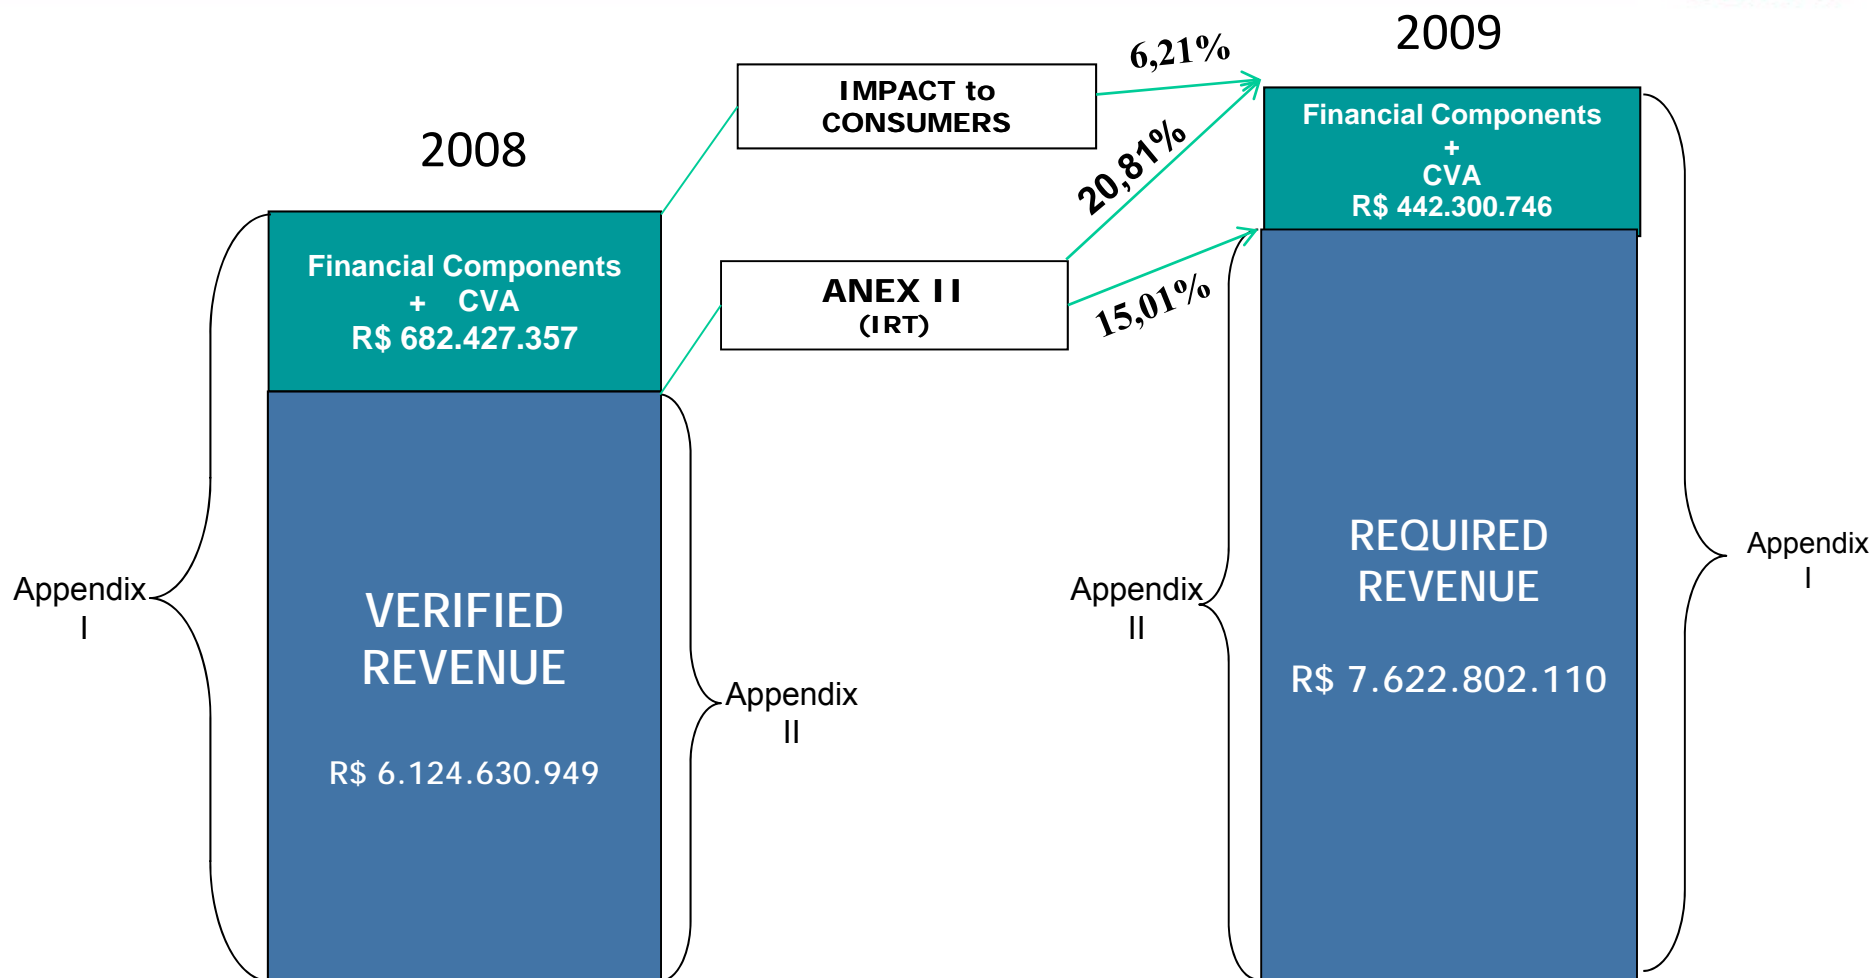 2009
6,21%
IMPACT to
CONSUMERS
2008
Financial Components
+
CVA
R$ 442.300.746
20,81%
Financial Components
+ CVA
R$ 682.427.357
ANEX II
(IRT)
15,01%
Appendix
I
VERIFIED
REVENUE
R$ 6.124.630.949
Appendix
II
Appendix
II
REQUIRED
REVENUE
R$ 7.622.802.110
Appendix
I